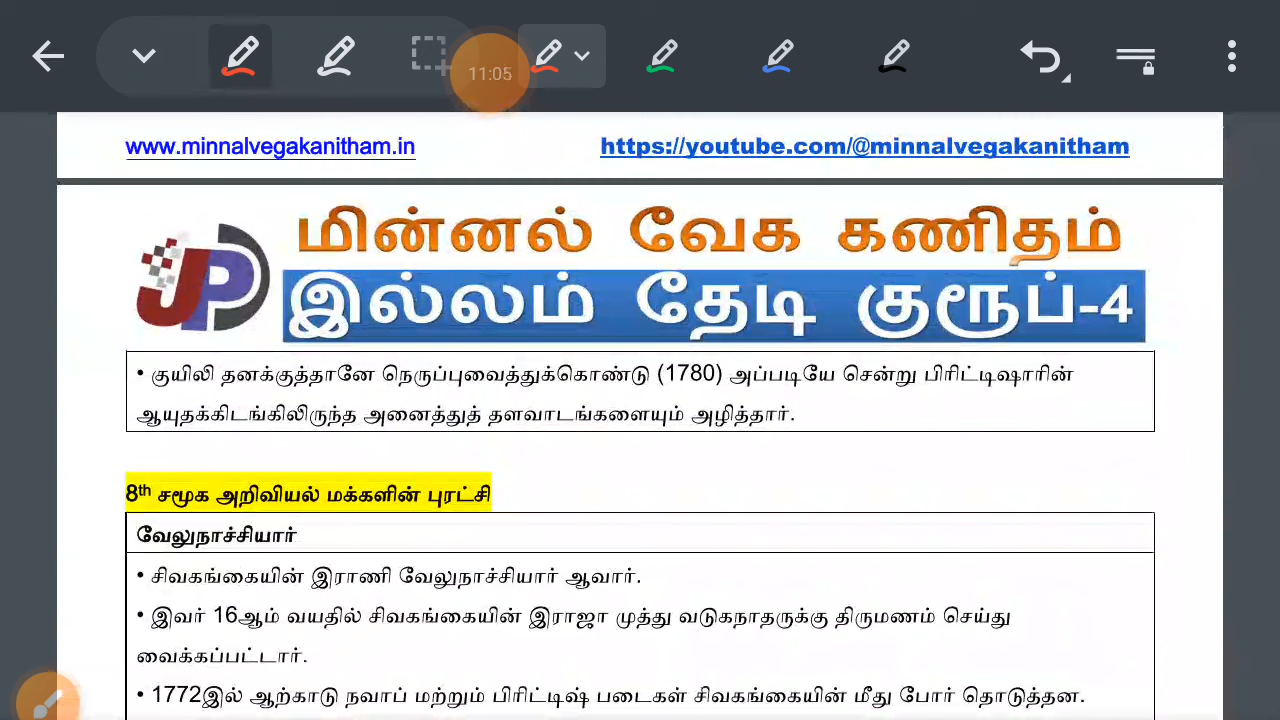 11:05
www.minnalvegakanitham.in https://youtube.com/@minnalvegakanitham
JP மின்னல் வேக கணிதம்
இல்லம் தேடி குரூப்-4
• குயிலி தனக்குத்தானே நெருப்புவைத்துக்கொண்டு (1780) அப்படியே சென்று பிரிட்டிஷாரின்
ஆயுதக்கிடங்கிலிருந்த அனைத்துத் தளவாடங்களையும் அழித்தார்.
8th சமூக அறிவியல் மக்களின் புரட்சி
வேலுநாச்சியார்
• சிவகங்கையின் இராணி வேலுநாச்சியார் ஆவார்.
• இவர் 16ஆம் வயதில் சிவகங்கையின் இராஜா முத்து வடுகநாதருக்கு திருமணம் செய்து
வைக்கப்பட்டார்.
• 1772இல் ஆற்காடு நவாப் மற்றும் பிரிட்டிஷ் படைகள் சிவகங்கையின் மீது போர் தொடுத்தன.